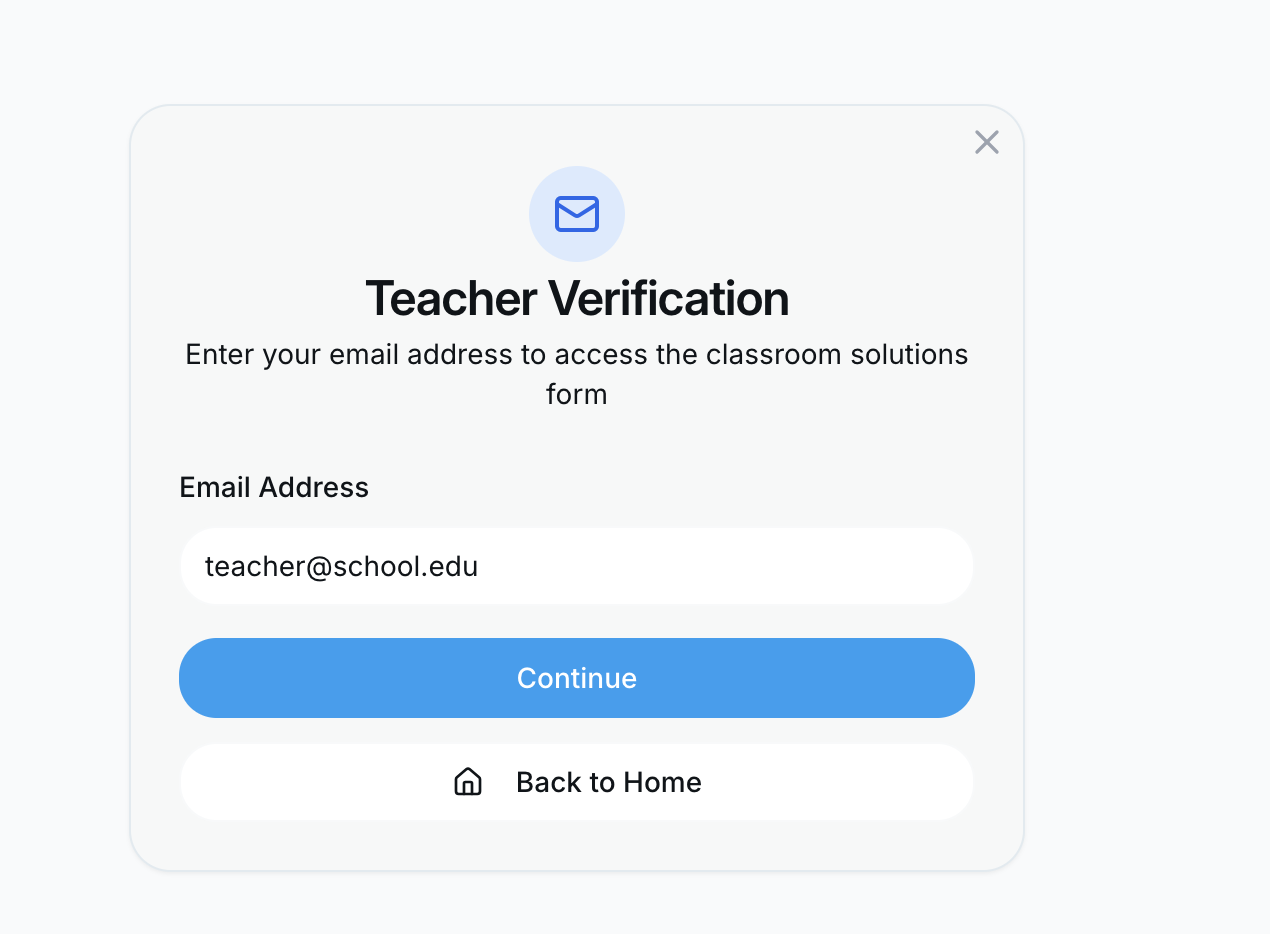 Teacher Verification
Enter your email address to access the classroom solutions
form
Email Address
teacher@school.edu
Continue
Back to Home